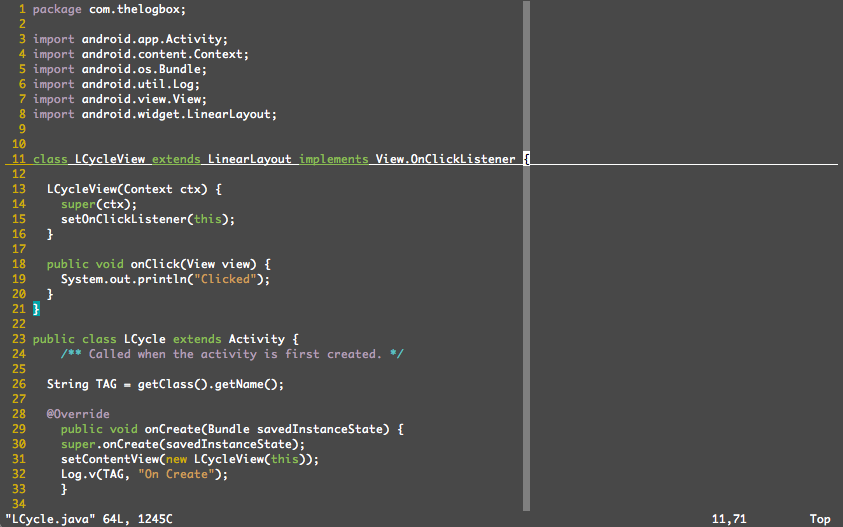 1 package com.thelogbox;
2
3 import android.app.Activity;
4 import android.content.Context;
5 import android.os.Bundle;
6 import android.util.Log;
7 import android.view.View;
8 import android.widget.LinearLayout;
9
10
11 class LCycleView extends LinearLayout implements View.OnClickListener {
12
13   LCycleView(Context ctx) {
14     super(ctx);
15     setOnClickListener(this);
16   }
17
18   public void onClick(View view) {
19     System.out.println("Clicked");
20   }
21 }
22
23 public class LCycle extends Activity {
24     /** Called when the activity is first created. */
25
26   String TAG = getClass().getName();
27
28   @Override
29     public void onCreate(Bundle savedInstanceState) {
30     super.onCreate(savedInstanceState);
31     setContentView(new LCycleView(this));
32     Log.v(TAG, "On Create");
33     }
34
"LCycle.java" 64L, 1245C 11,71 Top